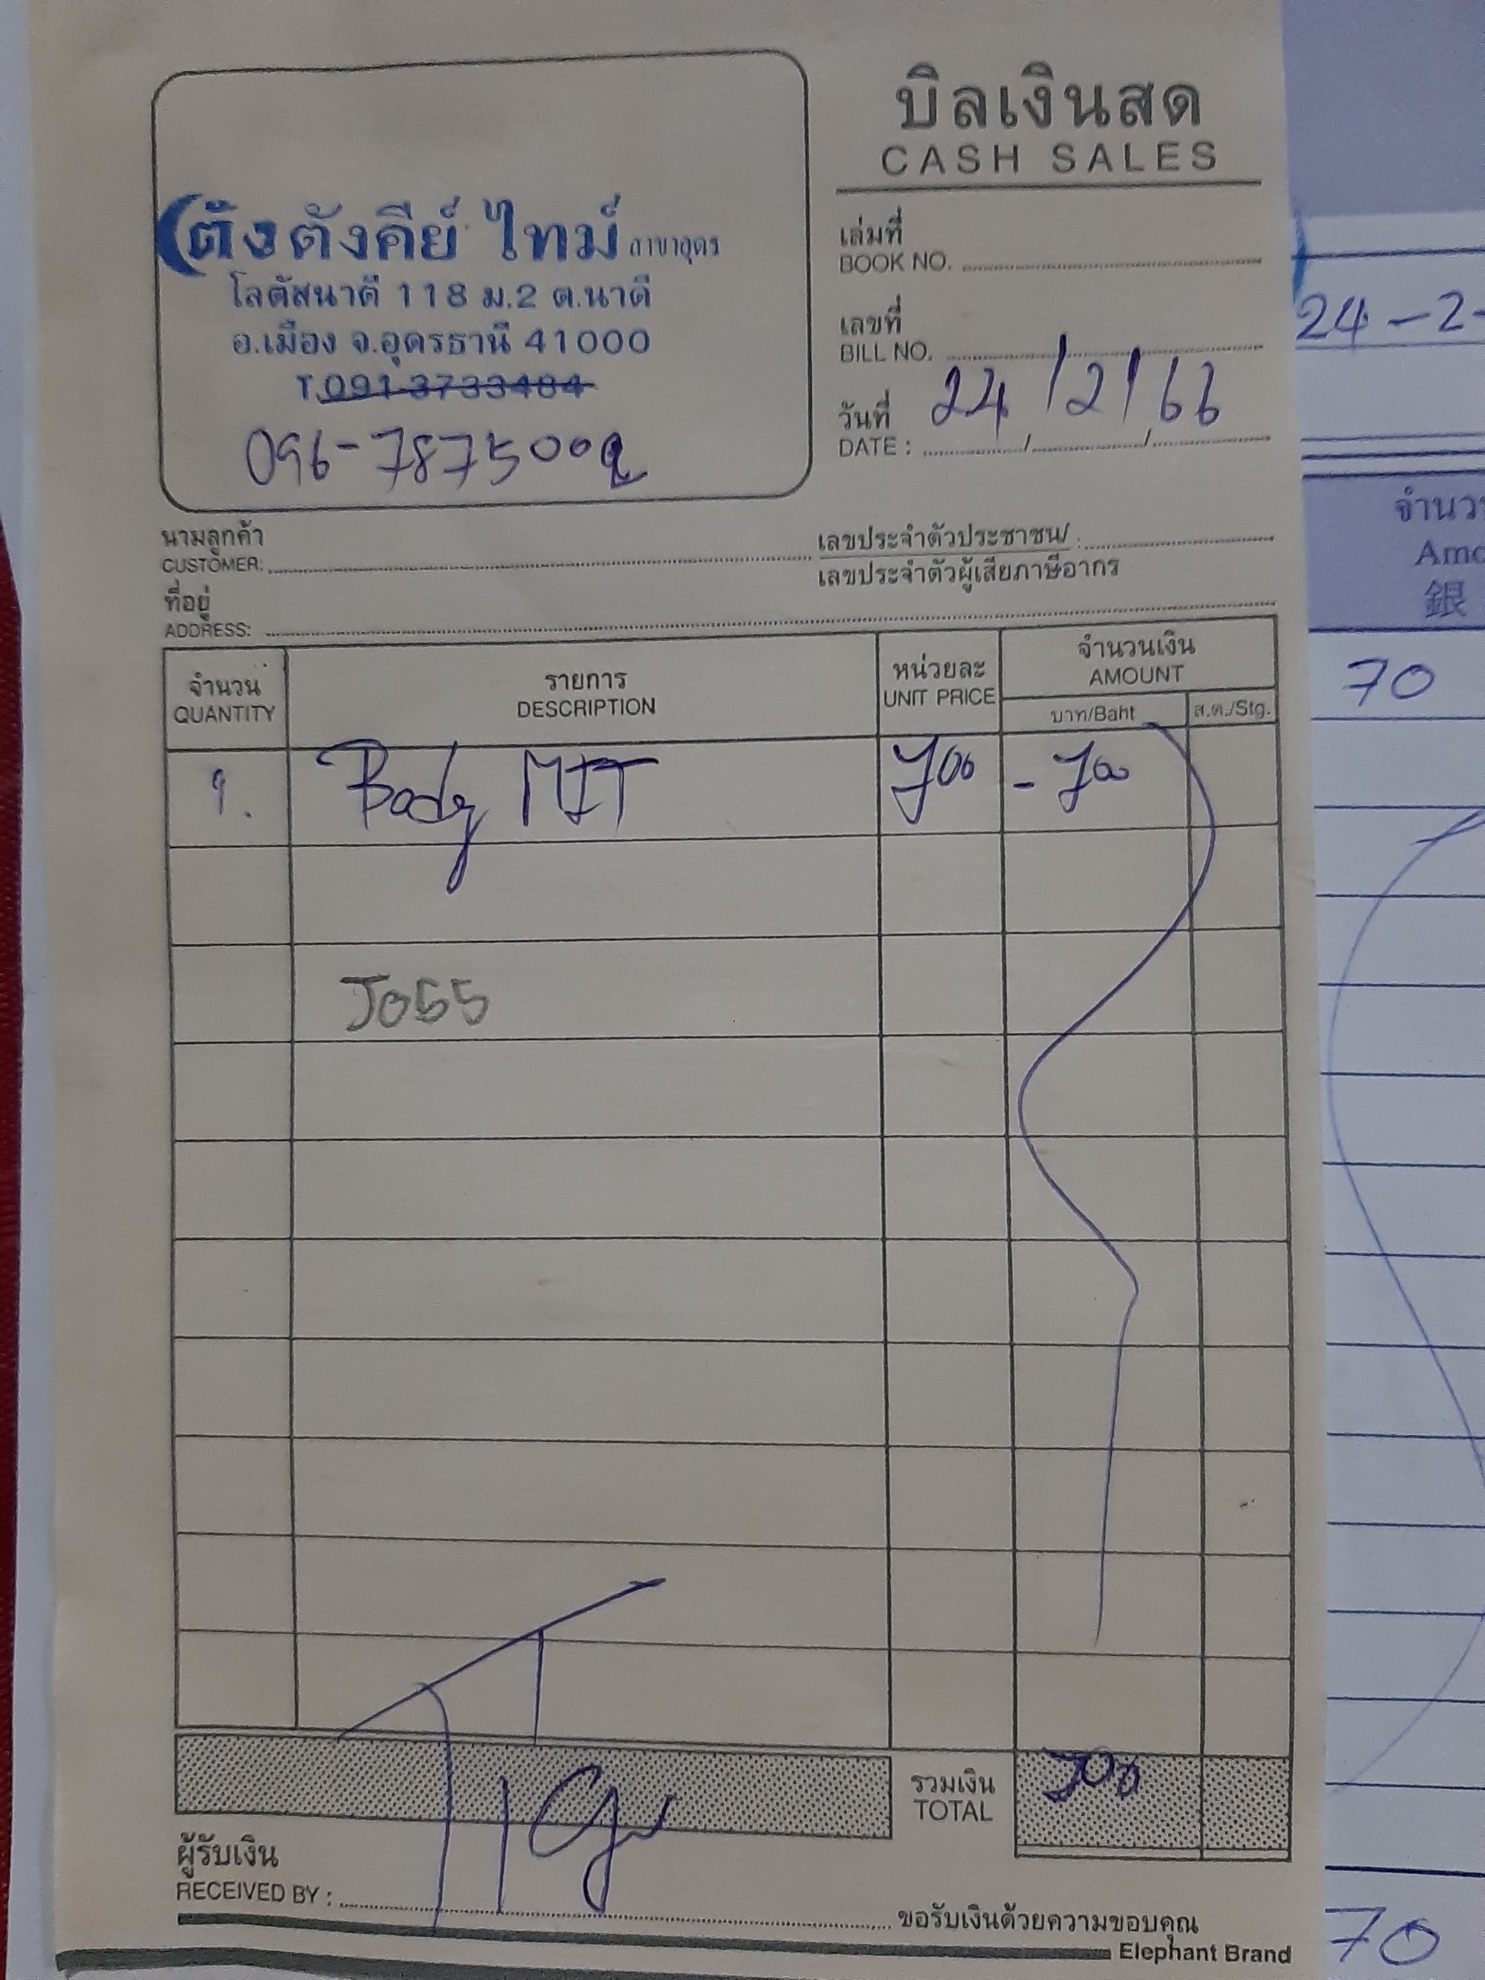 บิลเงินสด
CASH SALES
ตั้งตังคีย์ ไทม์ สาขาอุดร
โลตัสนาดี 118 ม.2 ต.นาดี
อ.เมือง จ.อุดรธานี 41000
T.091-3733484
096-787500
เล่มที่
BOOK NO.
เลขที่
BILL NO.
วันที่
DATE : 24/2/66
นามลูกค้า
CUSTOMER:
เลขประจำตัวประชาชน/ :
เลขประจำตัวผู้เสียภาษีอากร
ที่อยู่
ADDRESS:
จำนวน รายการ หน่วยละ จำนวนเงิน
QUANTITY DESCRIPTION UNIT PRICE AMOUNT
บาท/Baht ส.ต./Stg.
1. Body MIT 700 - 700
J055
รวมเงิน 700
TOTAL
ผู้รับเงิน
RECEIVED BY :
ขอรับเงินด้วยความขอบคุณ
Elephant Brand
24-2-
จำนว
Amo
銀
70
70